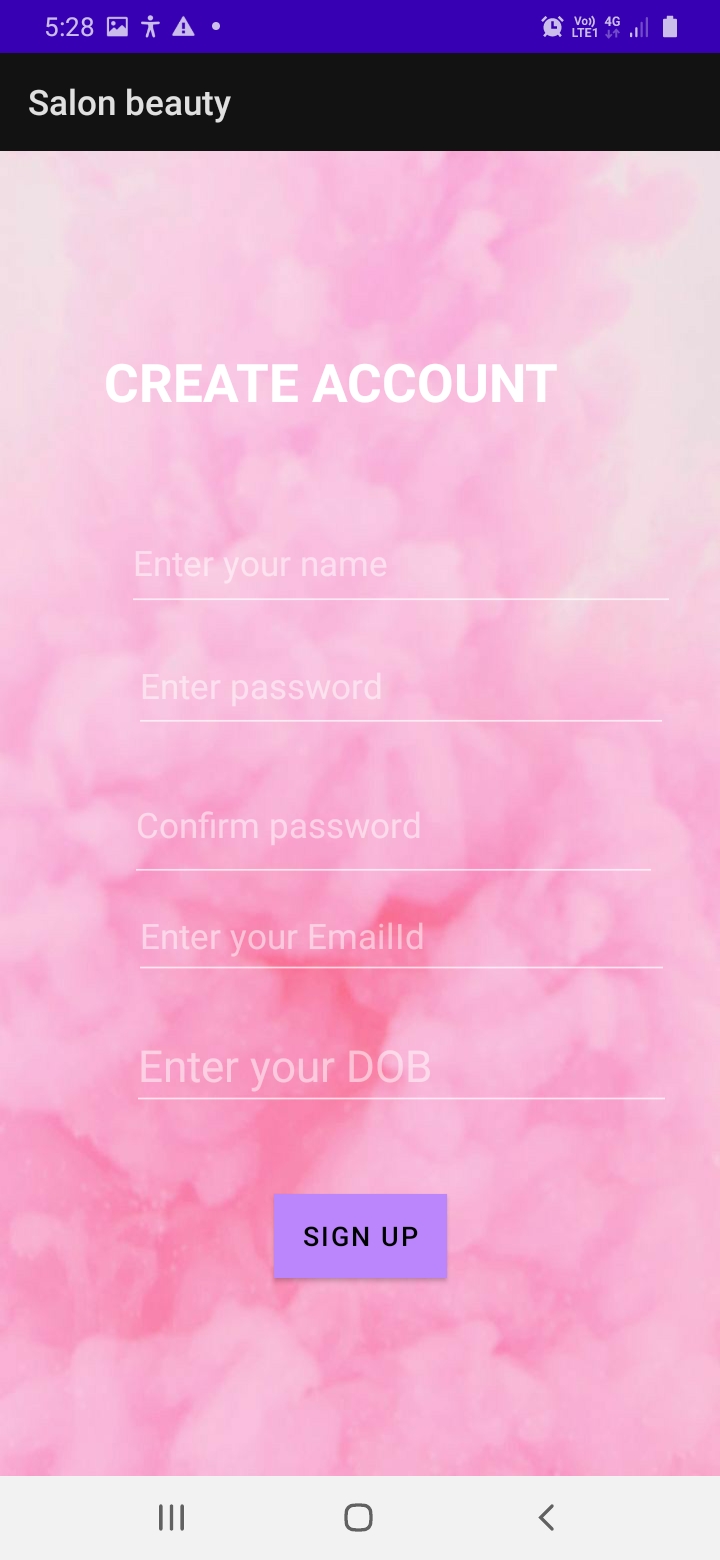 5:28
Vo)) 4G
LTE1
Salon beauty
CREATE ACCOUNT
Enter your name
Enter password
Confirm password
Enter your EmailId
Enter your DOB
SIGN UP